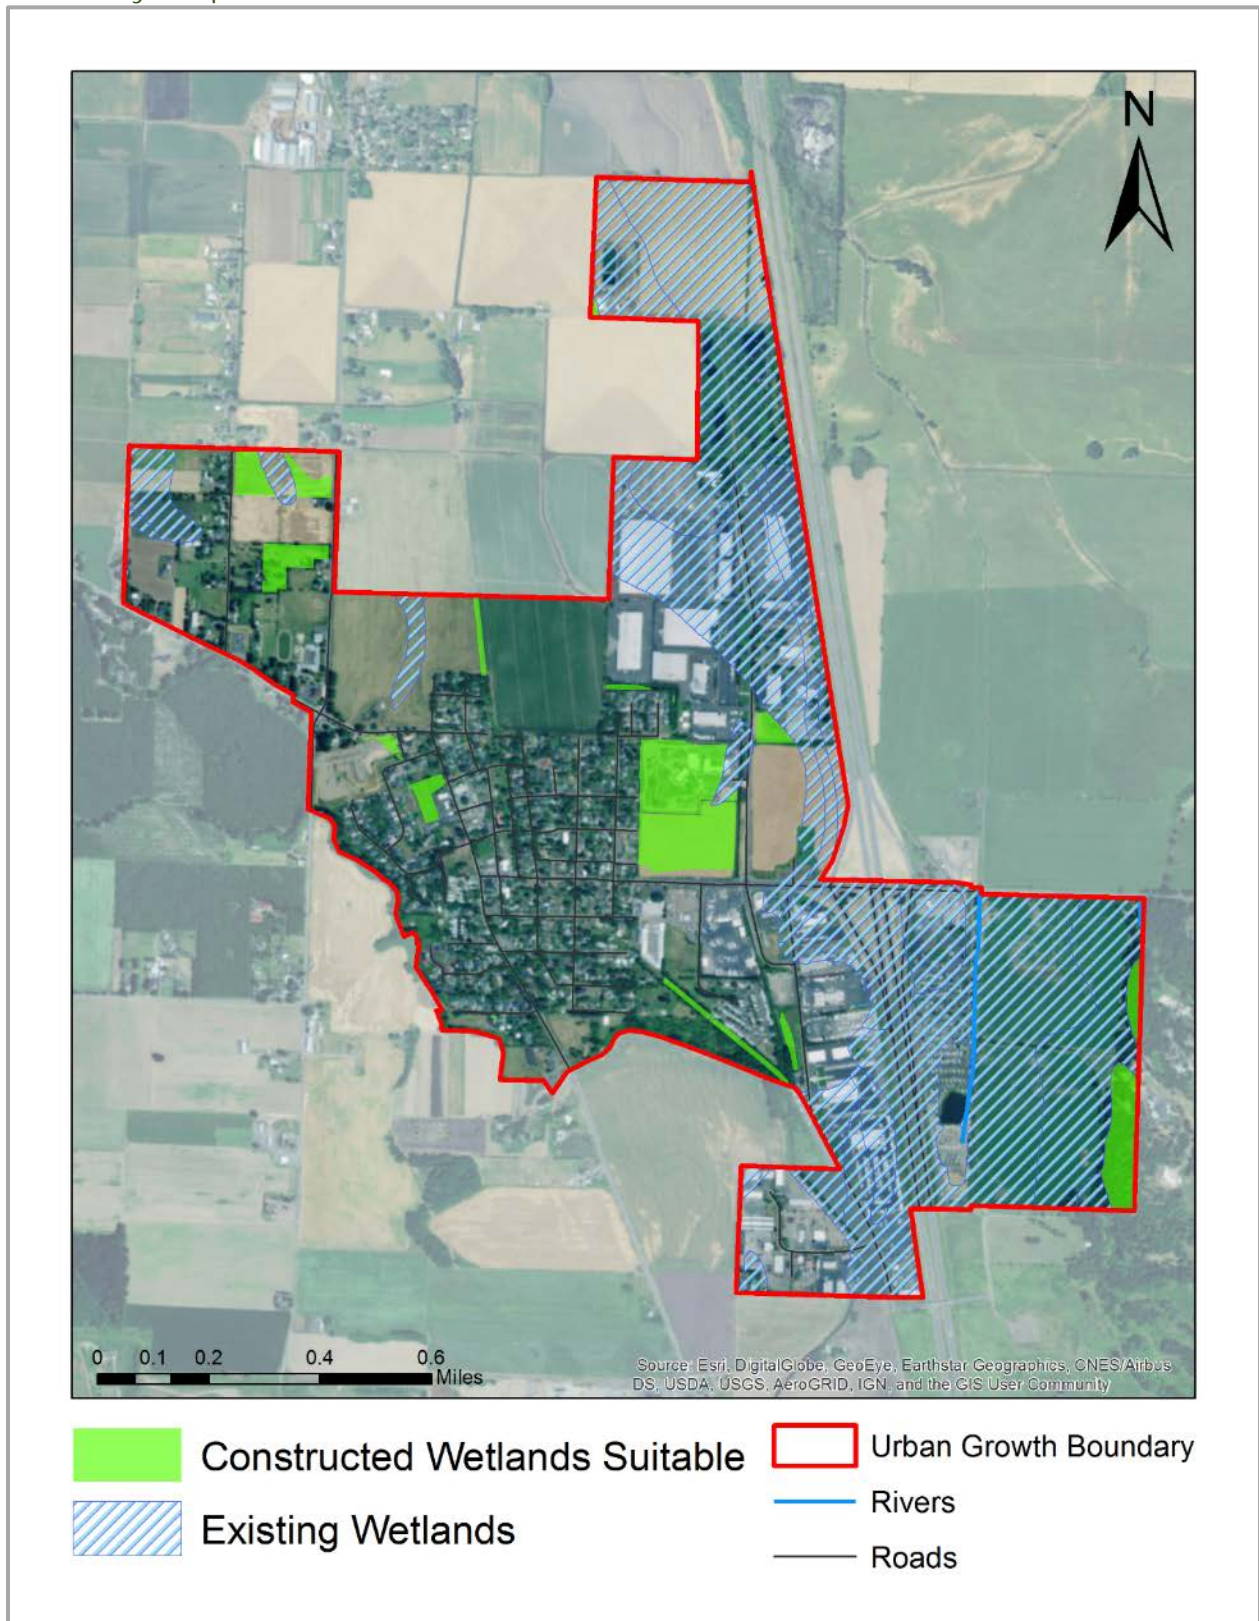 N
0 0.1 0.2 0.4 0.6
Miles
Source: Esri, DigitalGlobe, GeoEye, Earthstar Geographics, CNES/Airbus
DS, USDA, USGS, AeroGRID, IGN, and the GIS User Community
Constructed Wetlands Suitable
Existing Wetlands
Urban Growth Boundary
Rivers
Roads